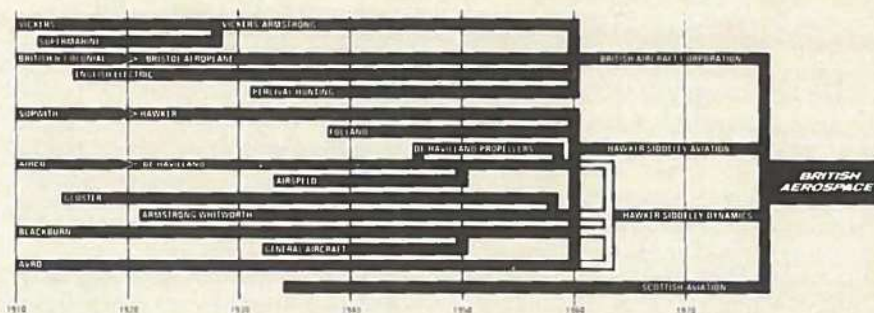 VICKERS
VICKERS ARMSTRONG
SUPERMARINE
BRITISH & COLONIAL
BRISTOL AEROPLANE
BRITISH AIRCRAFT CORPORATION
ENGLISH ELECTRIC
PERCIVAL HUNTING
SOPWITH
HAWKER
FOLLAND
DE HAVILLAND PROPELLERS
HAWKER SIDDELEY AVIATION
AIRCO
DE HAVILLAND
AIRSPEED
BRITISH
AEROSPACE
GLOSTER
ARMSTRONG WHITWORTH
HAWKER SIDDELEY DYNAMICS
BLACKBURN
GENERAL AIRCRAFT
AVRO
SCOTTISH AVIATION
1910
1920
1930
1940
1950
1960
1970